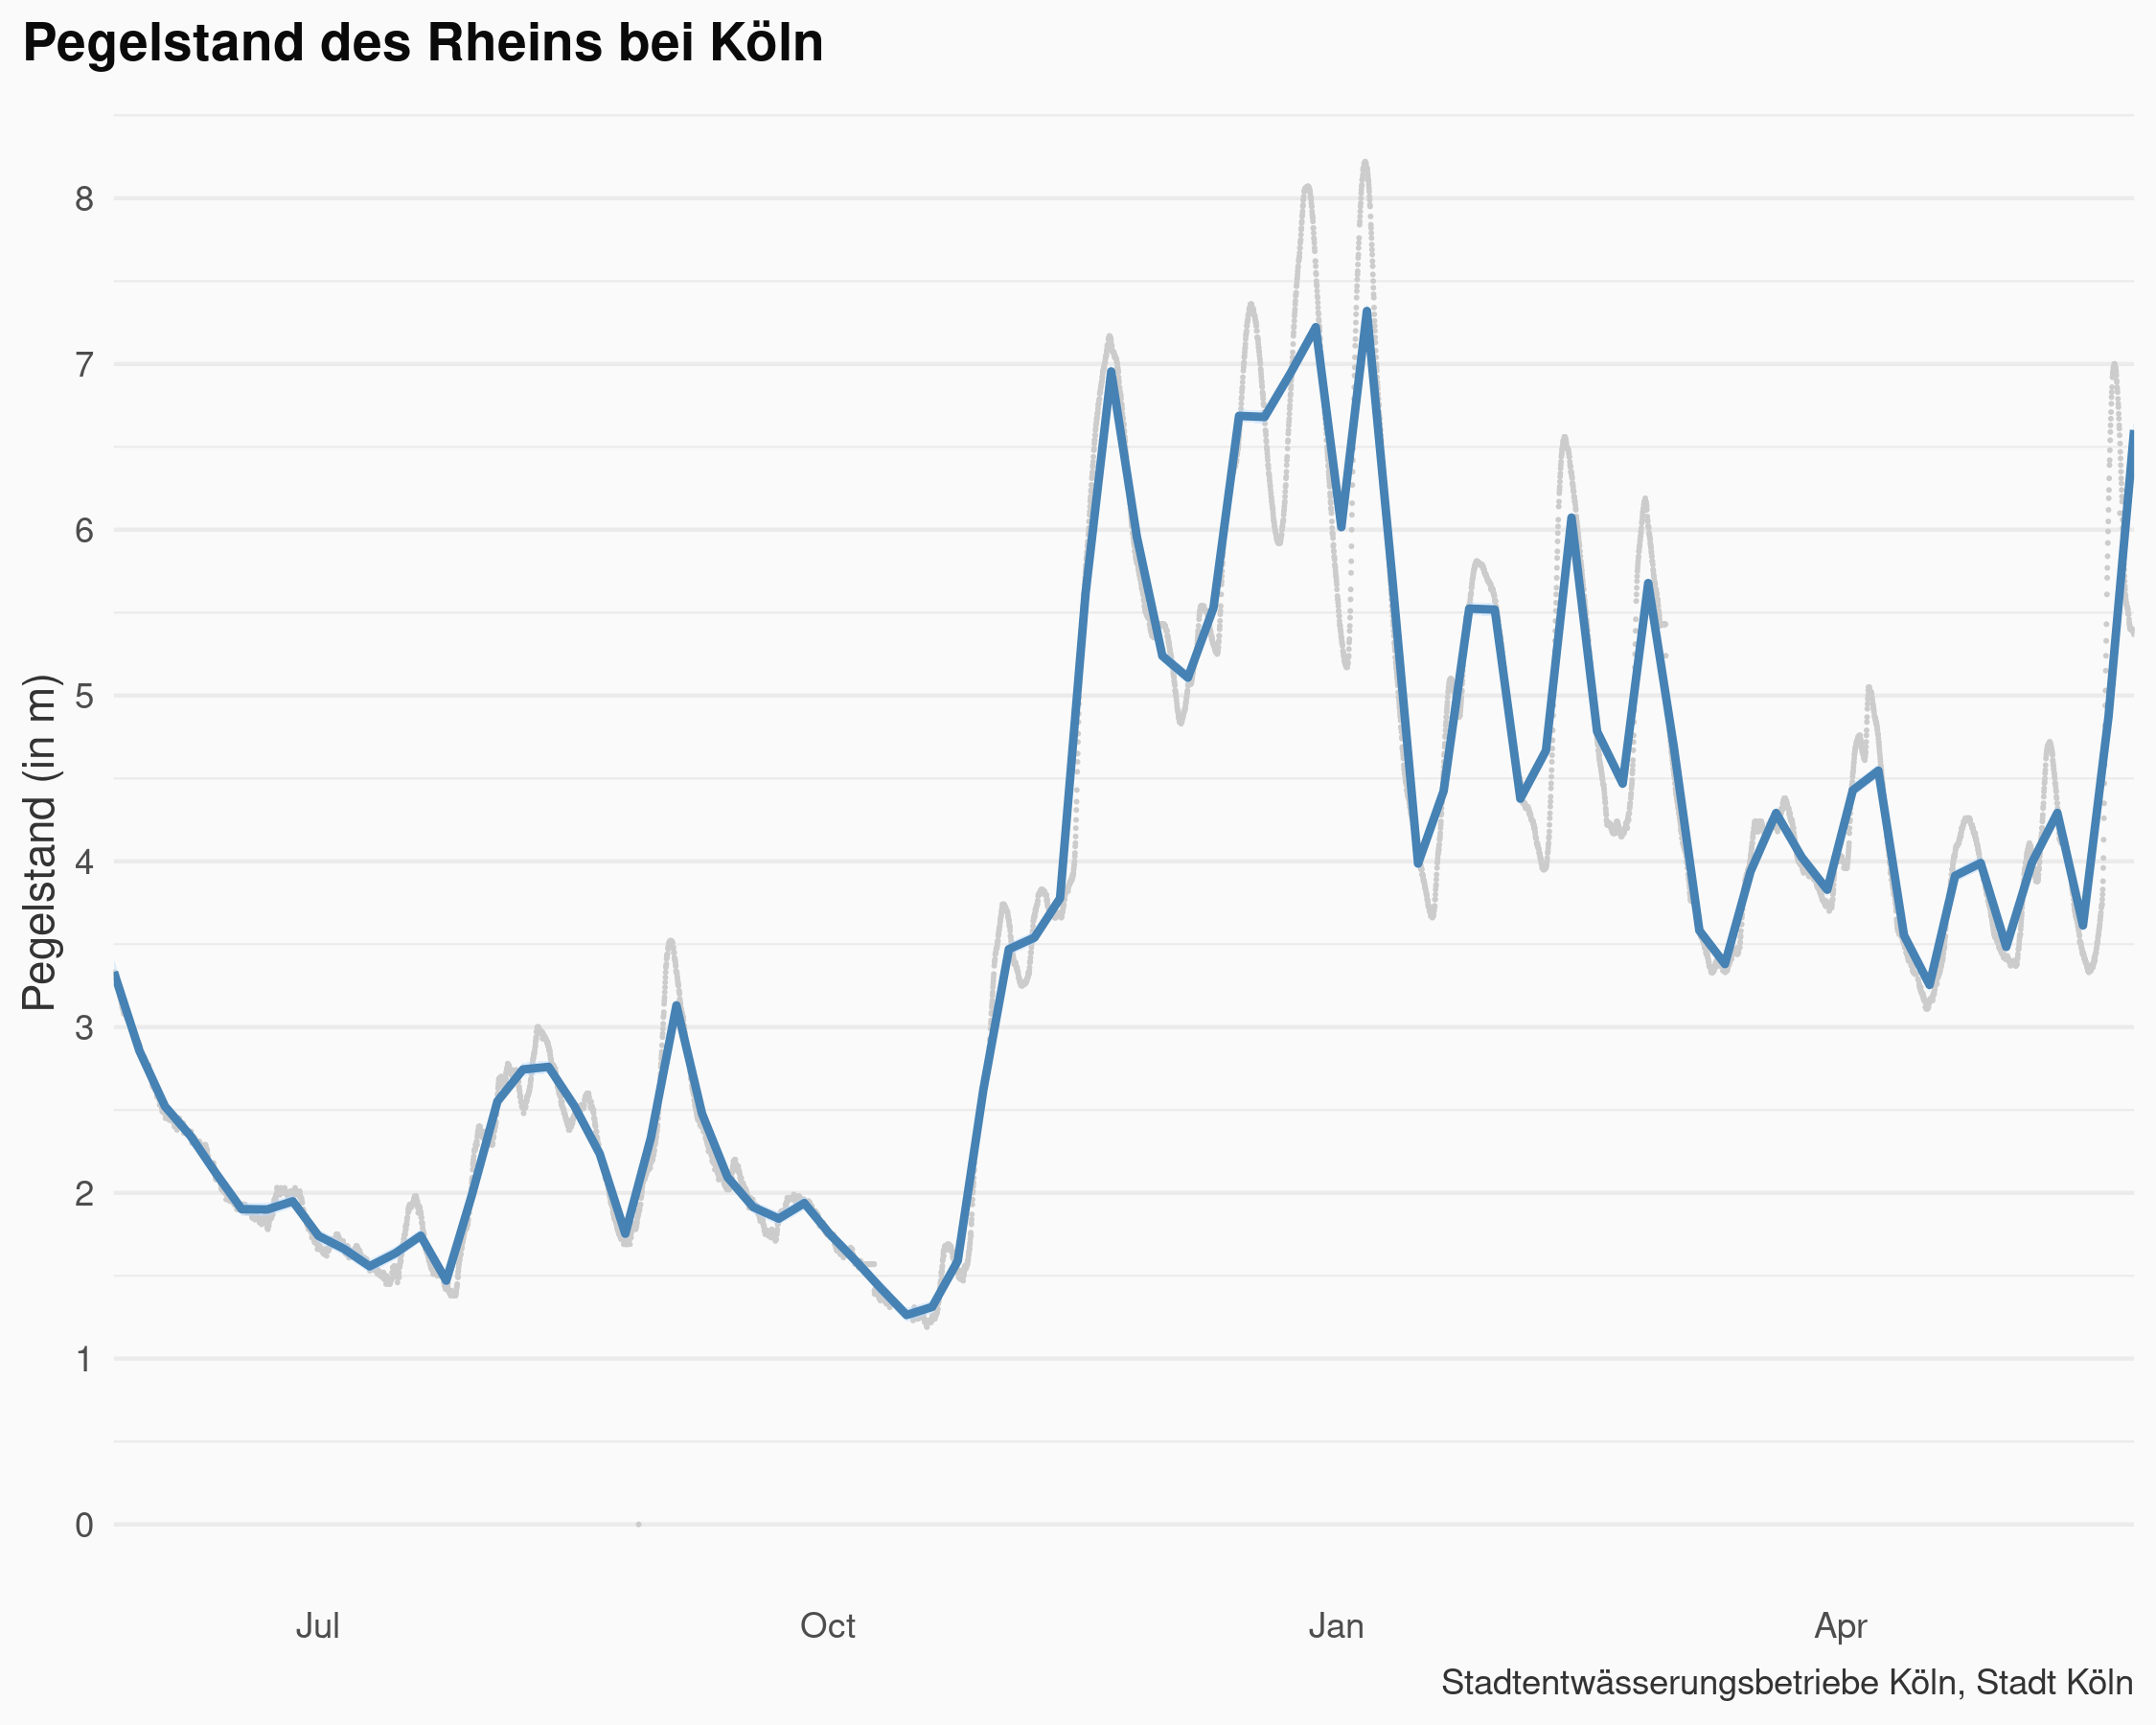 Pegelstand des Rheins bei Köln
Pegelstand (in m)
8
7
6
5
4
3
2
1
0
Jul
Oct
Jan
Apr
Stadtentwässerungsbetriebe Köln, Stadt Köln